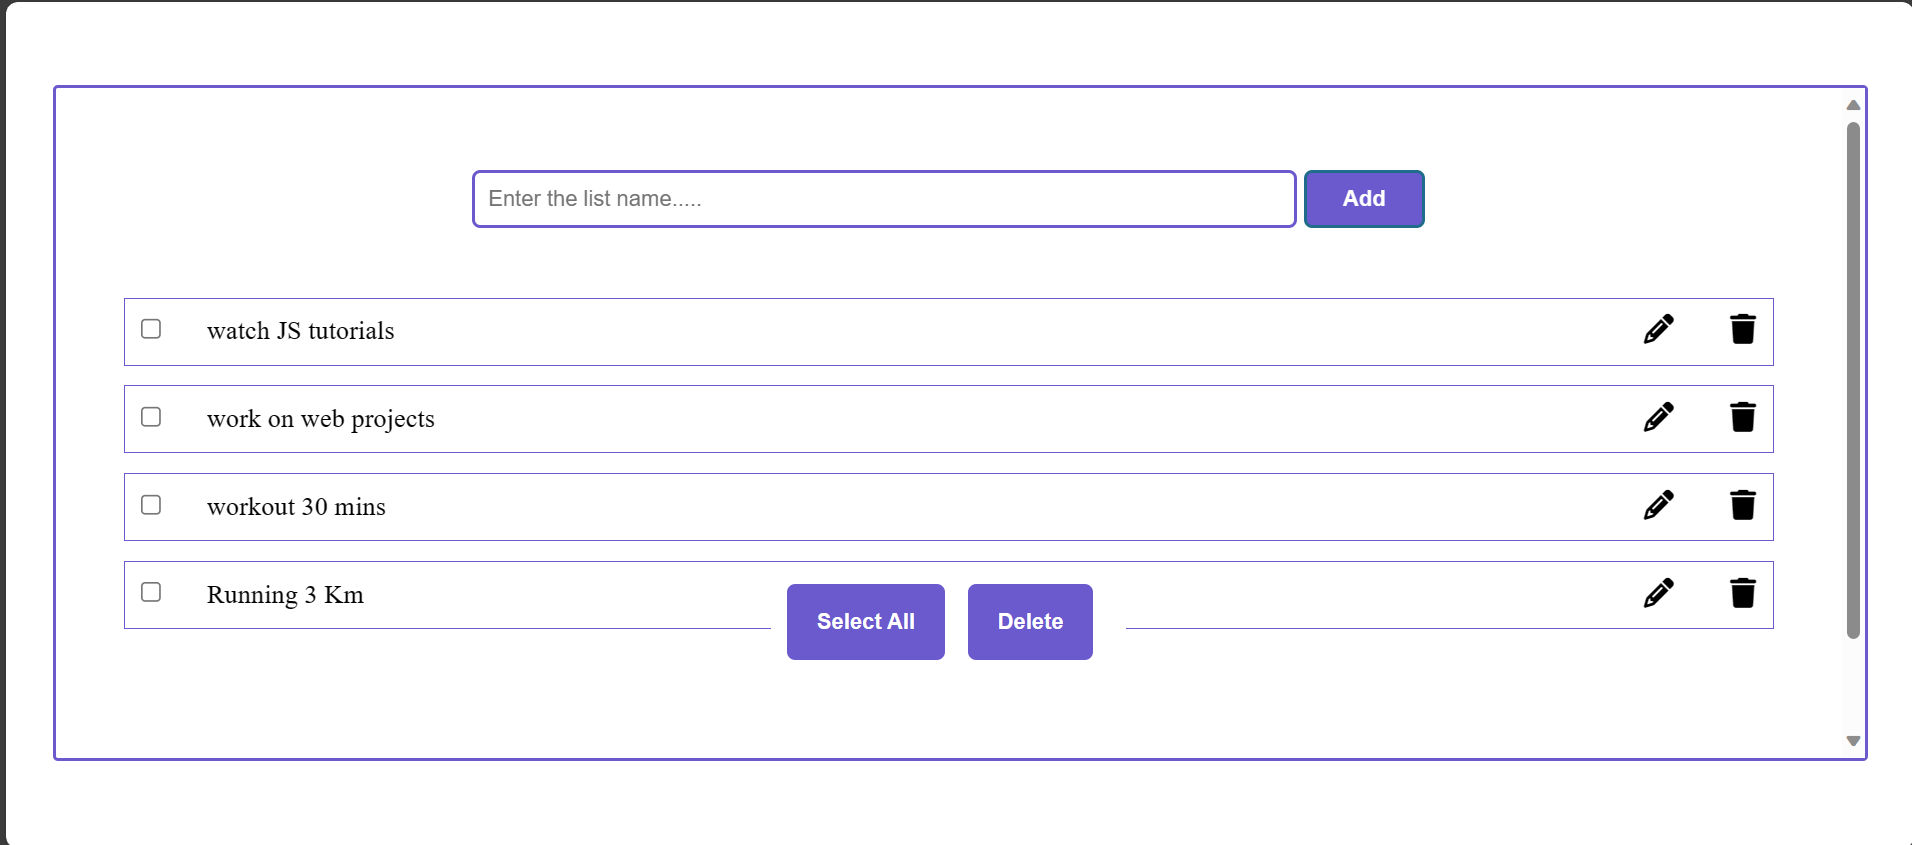 Enter the list name.....
Add
watch JS tutorials
work on web projects
workout 30 mins
Running 3 Km
Select All
Delete